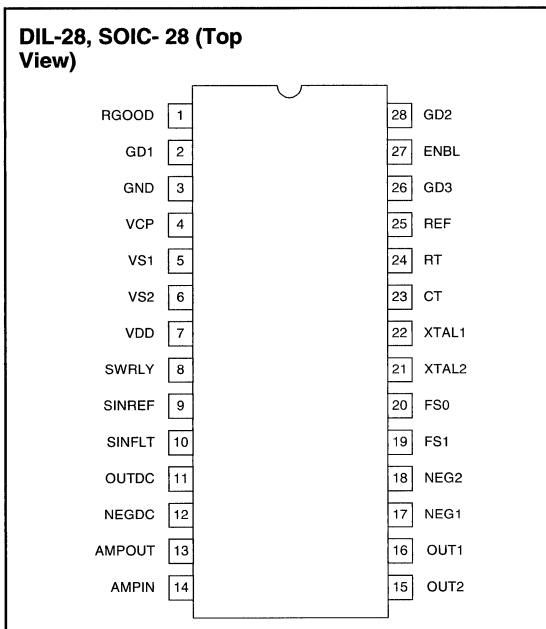 DIL-28, SOIC- 28 (Top
View)
RGOOD 1 28 GD2
GD1 2 27 ENBL
GND 3 26 GD3
VCP 4 25 REF
VS1 5 24 RT
VS2 6 23 CT
VDD 7 22 XTAL1
SWRLY 8 21 XTAL2
SINREF 9 20 FS0
SINFLT 10 19 FS1
OUTDC 11 18 NEG2
NEGDC 12 17 NEG1
AMPOUT 13 16 OUT1
AMPIN 14 15 OUT2